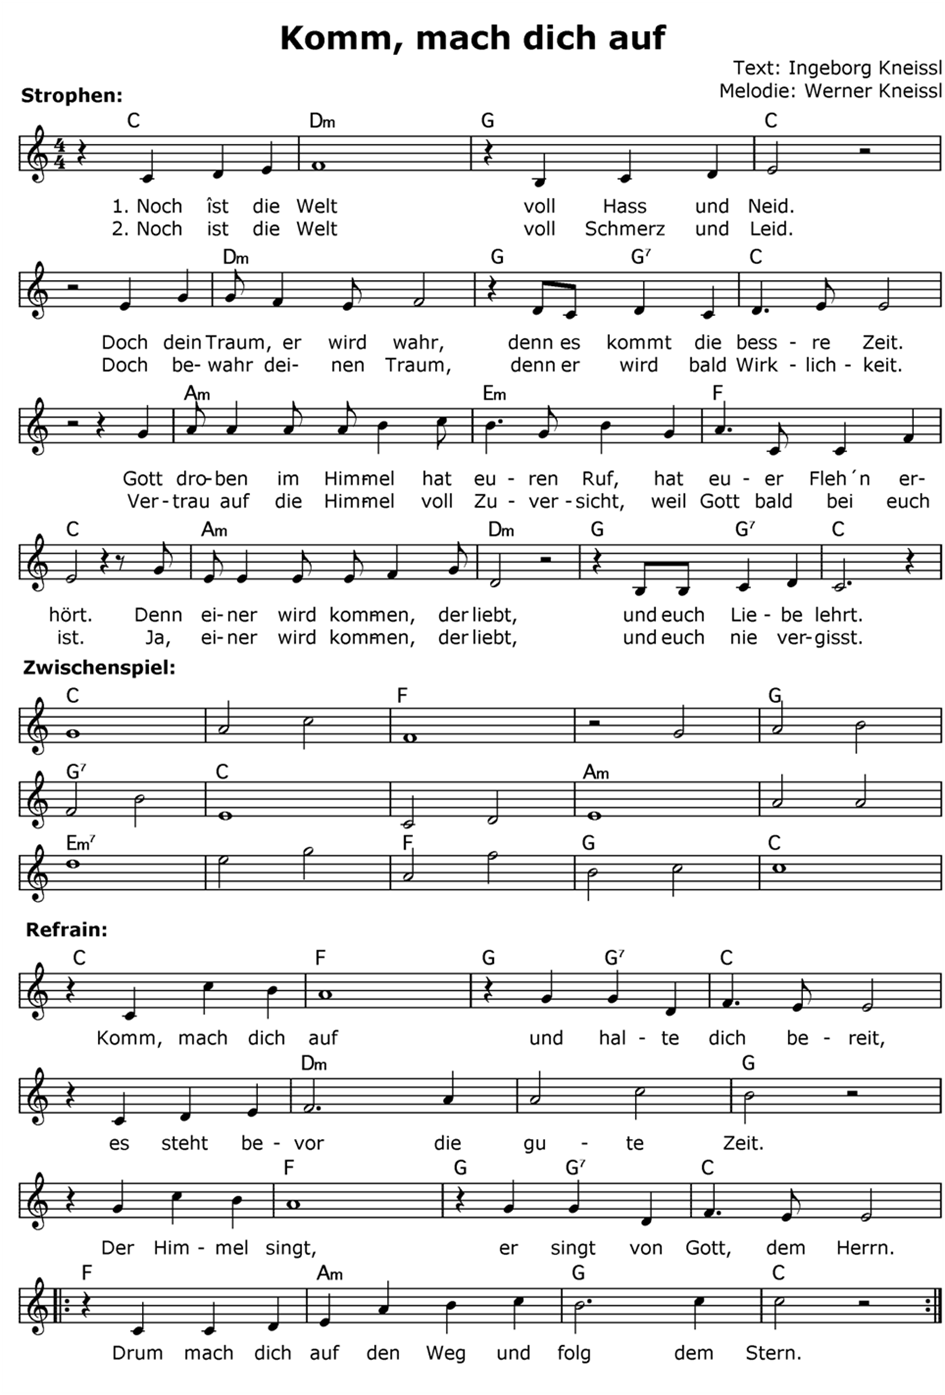 Komm, mach dich auf
Text: Ingeborg Kneissl
Melodie: Werner Kneissl
Strophen:
C Dm G C
1. Noch ist die Welt voll Hass und Neid.
2. Noch ist die Welt voll Schmerz und Leid.
Dm G G7 C
Doch dein Traum, er wird wahr, denn es kommt die bess - re Zeit.
Doch be- wahr dei - nen Traum, denn er wird bald Wirk - lich - keit.
Am Em F
Gott dro-ben im Himmel hat eu - ren Ruf, hat eu - er Fleh´n er-
Ver-trau auf die Himmel voll Zu - ver - sicht, weil Gott bald bei euch
C Am Dm G G7 C
hört. Denn ei-ner wird kommen, der liebt, und euch Lie - be lehrt.
ist. Ja, ei-ner wird kommen, der liebt, und euch nie ver-gisst.
Zwischenspiel:
C F G
G7 C Am
Em7 F G C
Refrain:
C F G G7 C
Komm, mach dich auf und hal - te dich be - reit,
Dm G
es steht be - vor die gu - te Zeit.
F G G7 C
Der Him - mel singt, er singt von Gott, dem Herrn.
F Am G C
Drum mach dich auf den Weg und folg dem Stern.